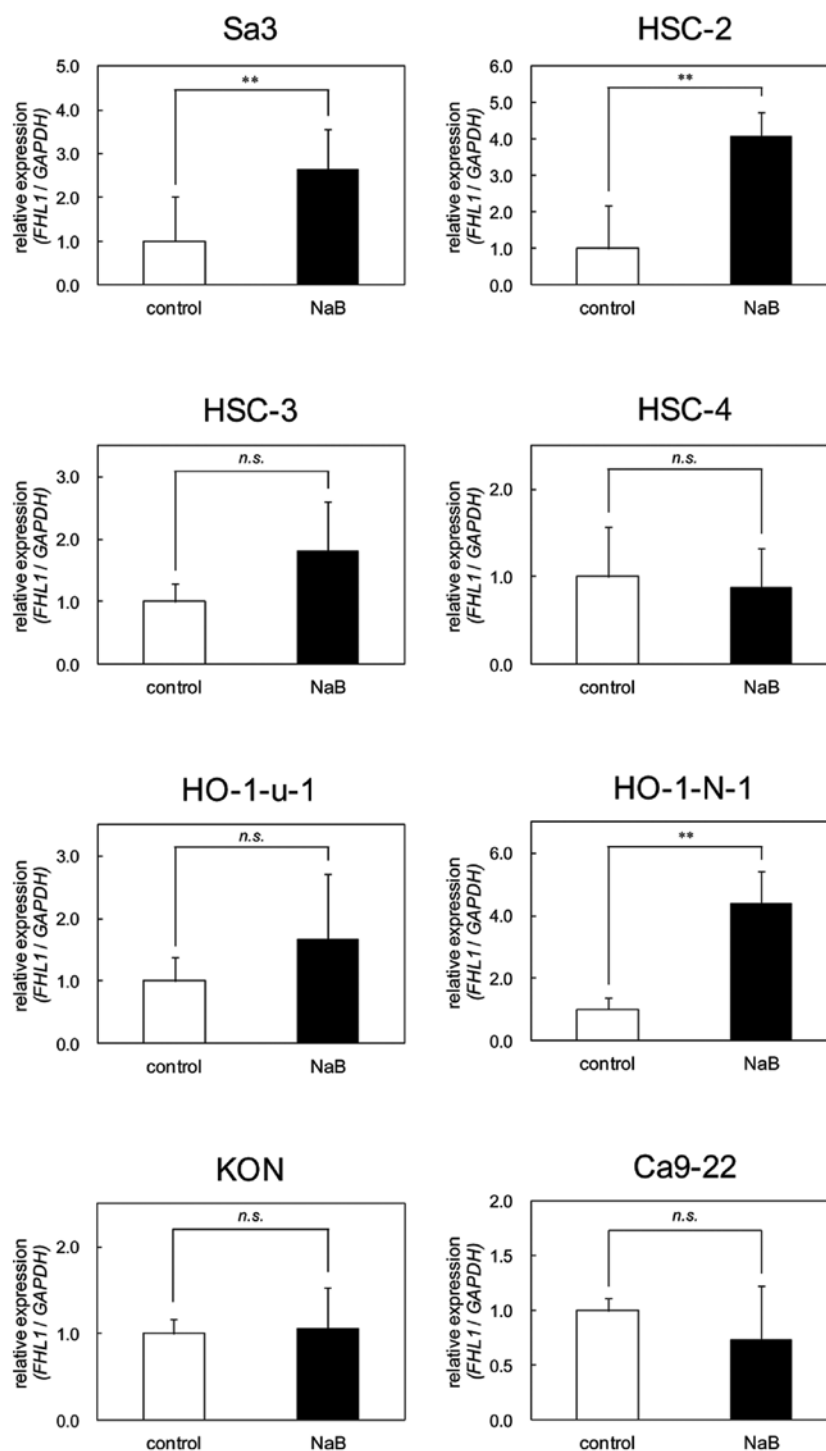 Sa3
relative expression
(FHL1 / GAPDH)
5.0
4.0
3.0
2.0
1.0
0.0
**
control
NaB
HSC-2
relative expression
(FHL1 / GAPDH)
6.0
5.0
4.0
3.0
2.0
1.0
0.0
**
control
NaB
HSC-3
relative expression
(FHL1 / GAPDH)
3.0
2.0
1.0
0.0
n.s.
control
NaB
HSC-4
relative expression
(FHL1 / GAPDH)
2.0
1.0
0.0
n.s.
control
NaB
HO-1-u-1
relative expression
(FHL1 / GAPDH)
3.0
2.0
1.0
0.0
n.s.
control
NaB
HO-1-N-1
relative expression
(FHL1 / GAPDH)
6.0
4.0
2.0
0.0
**
control
NaB
KON
relative expression
(FHL1 / GAPDH)
2.0
1.0
0.0
n.s.
control
NaB
Ca9-22
relative expression
(FHL1 / GAPDH)
2.0
1.5
1.0
0.5
0.0
n.s.
control
NaB